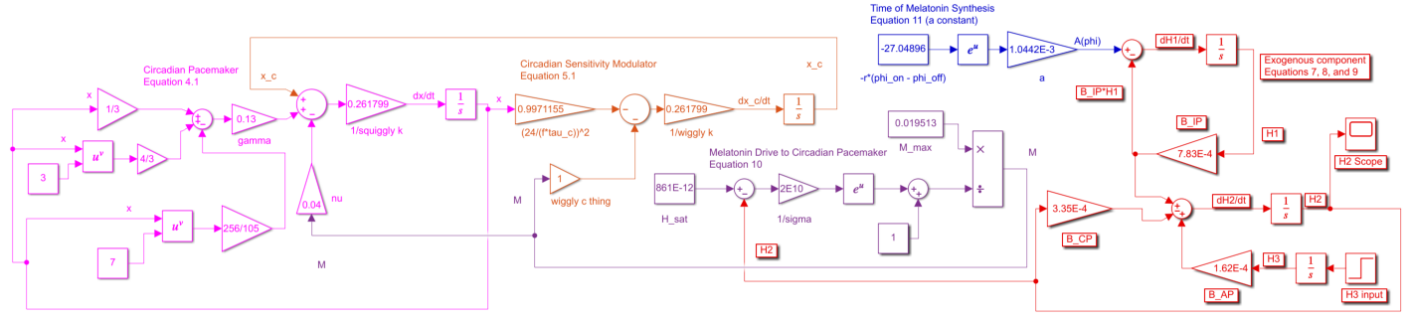 Time of Melatonin Synthesis
Equation 11 (a constant)
-27.04896
e^u
1.0442E-3
A(phi)
-r*(phi_on - phi_off)
a
dH1/dt
1/s
Exogenous component
Equations 7, 8, and 9
B_IP*H1
B_IP
7.83E-4
H1
H2 Scope
x_c
x_c
Circadian Pacemaker
Equation 4.1
x
1/3
x
3
u^v
4/3
0.13
gamma
0.261799
1/squiggly k
dx/dt
1/s
x
0.04
nu
M
x
7
u^v
256/105
Circadian Sensitivity Modulator
Equation 5.1
0.9971155
(24/(f*tau_c))^2
0.261799
1/wiggly k
dx_c/dt
1/s
1
wiggly c thing
M
0.019513
M_max
Melatonin Drive to Circadian Pacemaker
Equation 10
861E-12
H_sat
2E10
1/sigma
e^u
1
×
÷
M
H2
3.35E-4
B_CP
dH2/dt
1/s
H2
1.62E-4
B_AP
H3
1/s
H3 input